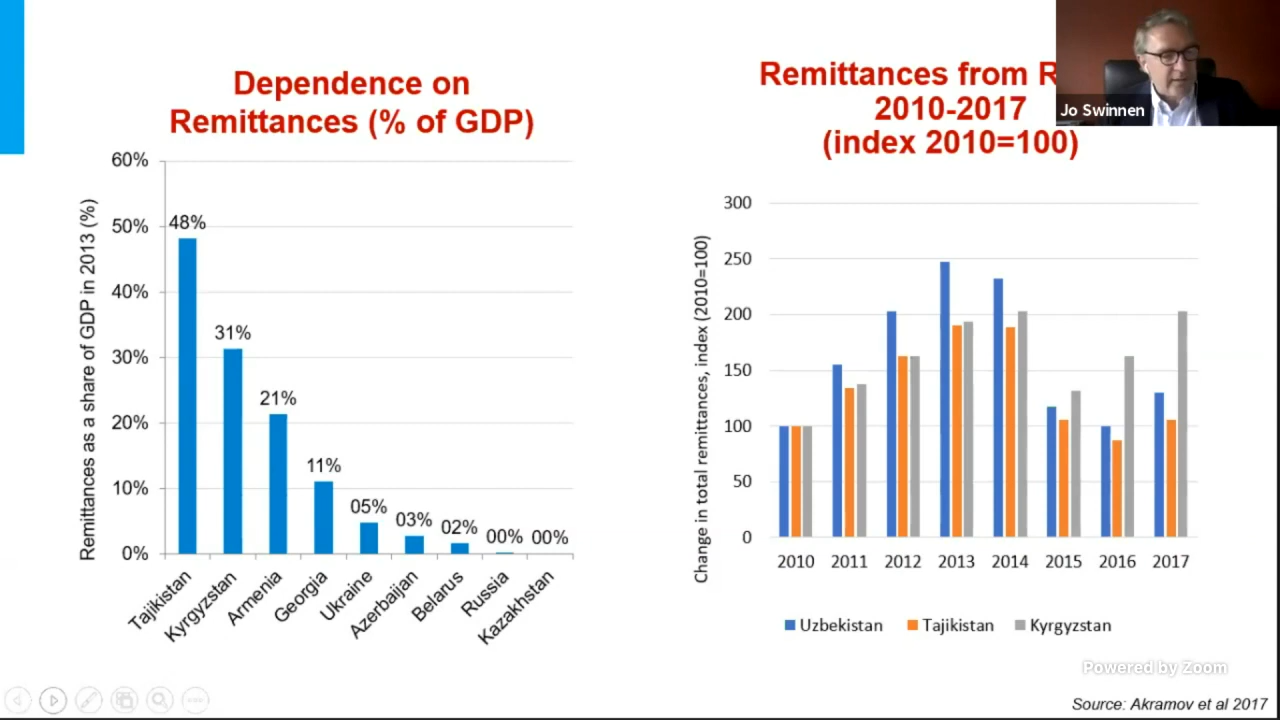 Dependence on
Remittances (% of GDP)
Remittances as a share of GDP in 2013 (%)
60%
50%
40%
30%
20%
10%
0%
48%
31%
21%
11%
05%
03%
02%
00%
00%
Tajikistan
Kyrgyzstan
Armenia
Georgia
Ukraine
Azerbaijan
Belarus
Russia
Kazakhstan
Remittances from R
2010-2017
(index 2010=100)
Jo Swinnen
Change in total remittances, index (2010=100)
300
250
200
150
100
50
0
2010 2011 2012 2013 2014 2015 2016 2017
Uzbekistan Tajikistan Kyrgyzstan
Powered by Zoom
Source: Akramov et al 2017